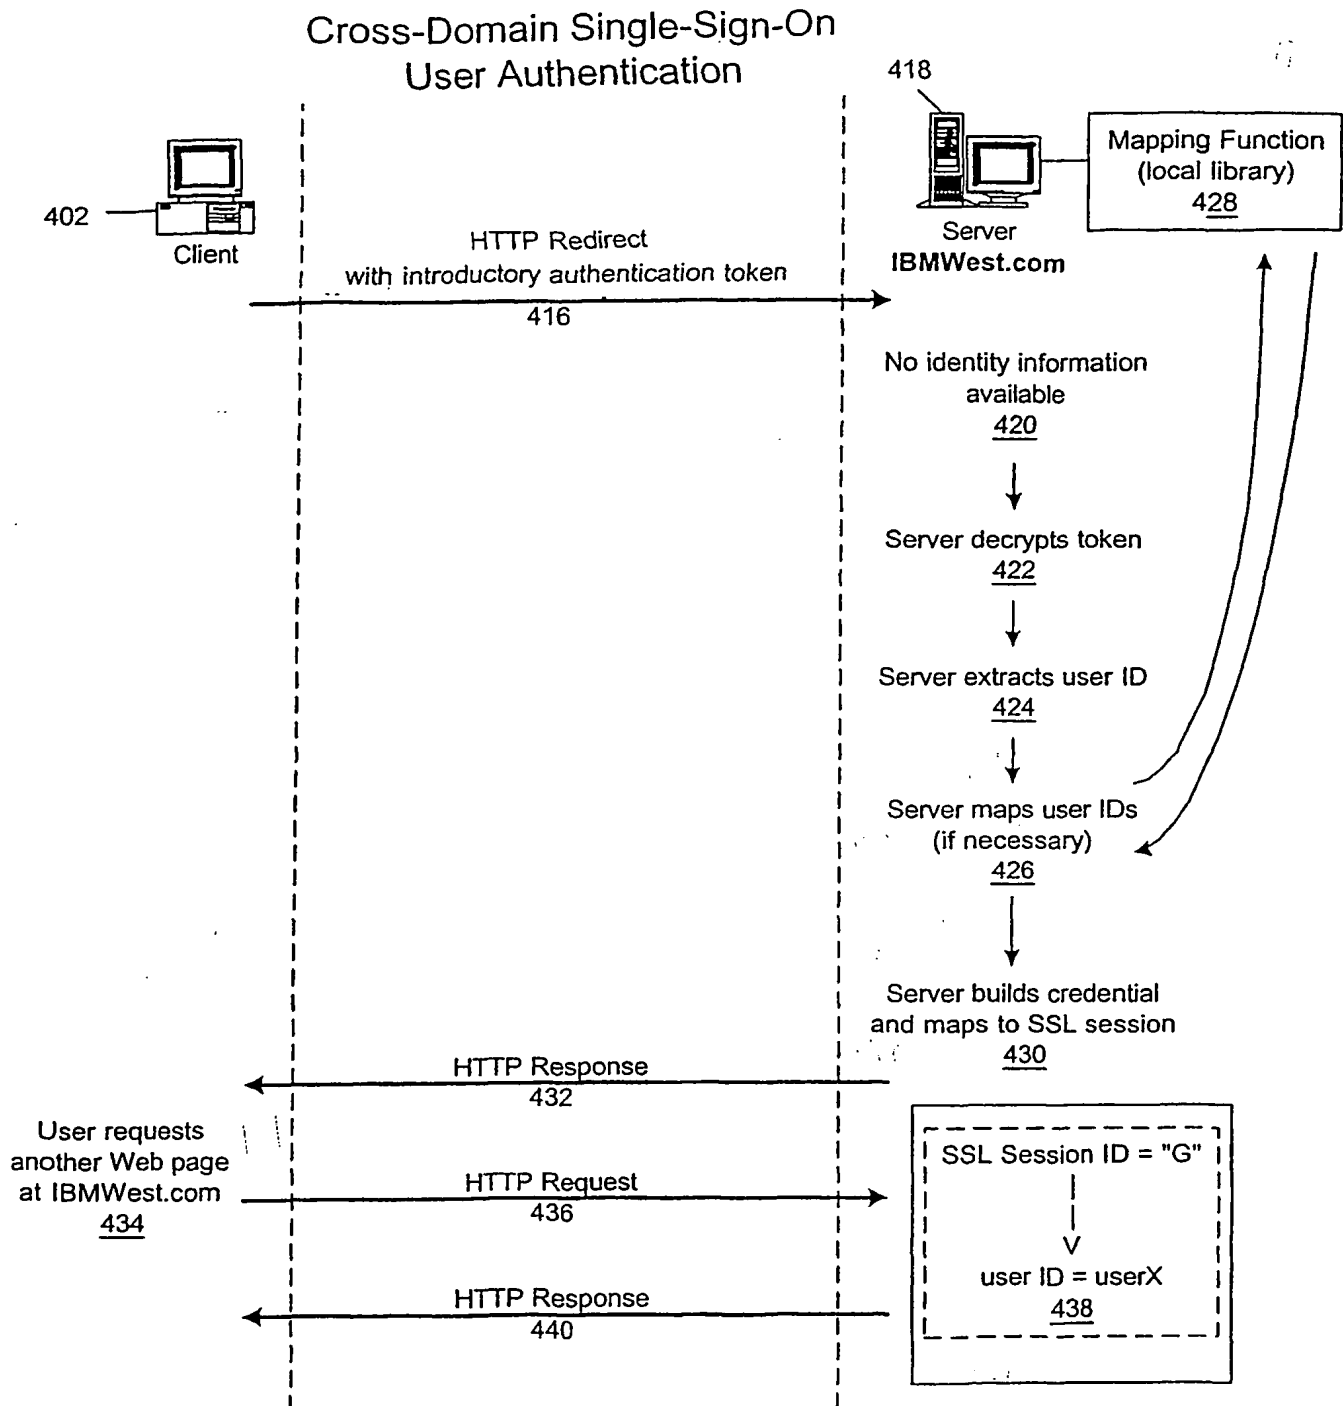 Cross-Domain Single-Sign-On
User Authentication
418
Mapping Function
(local library)
428
402
Client
Server
IBMWest.com
HTTP Redirect
with introductory authentication token
416
No identity information
available
420
Server decrypts token
422
Server extracts user ID
424
Server maps user IDs
(if necessary)
426
Server builds credential
and maps to SSL session
430
HTTP Response
432
User requests
another Web page
at IBMWest.com
434
HTTP Request
436
SSL Session ID = "G"
user ID = userX
438
HTTP Response
440